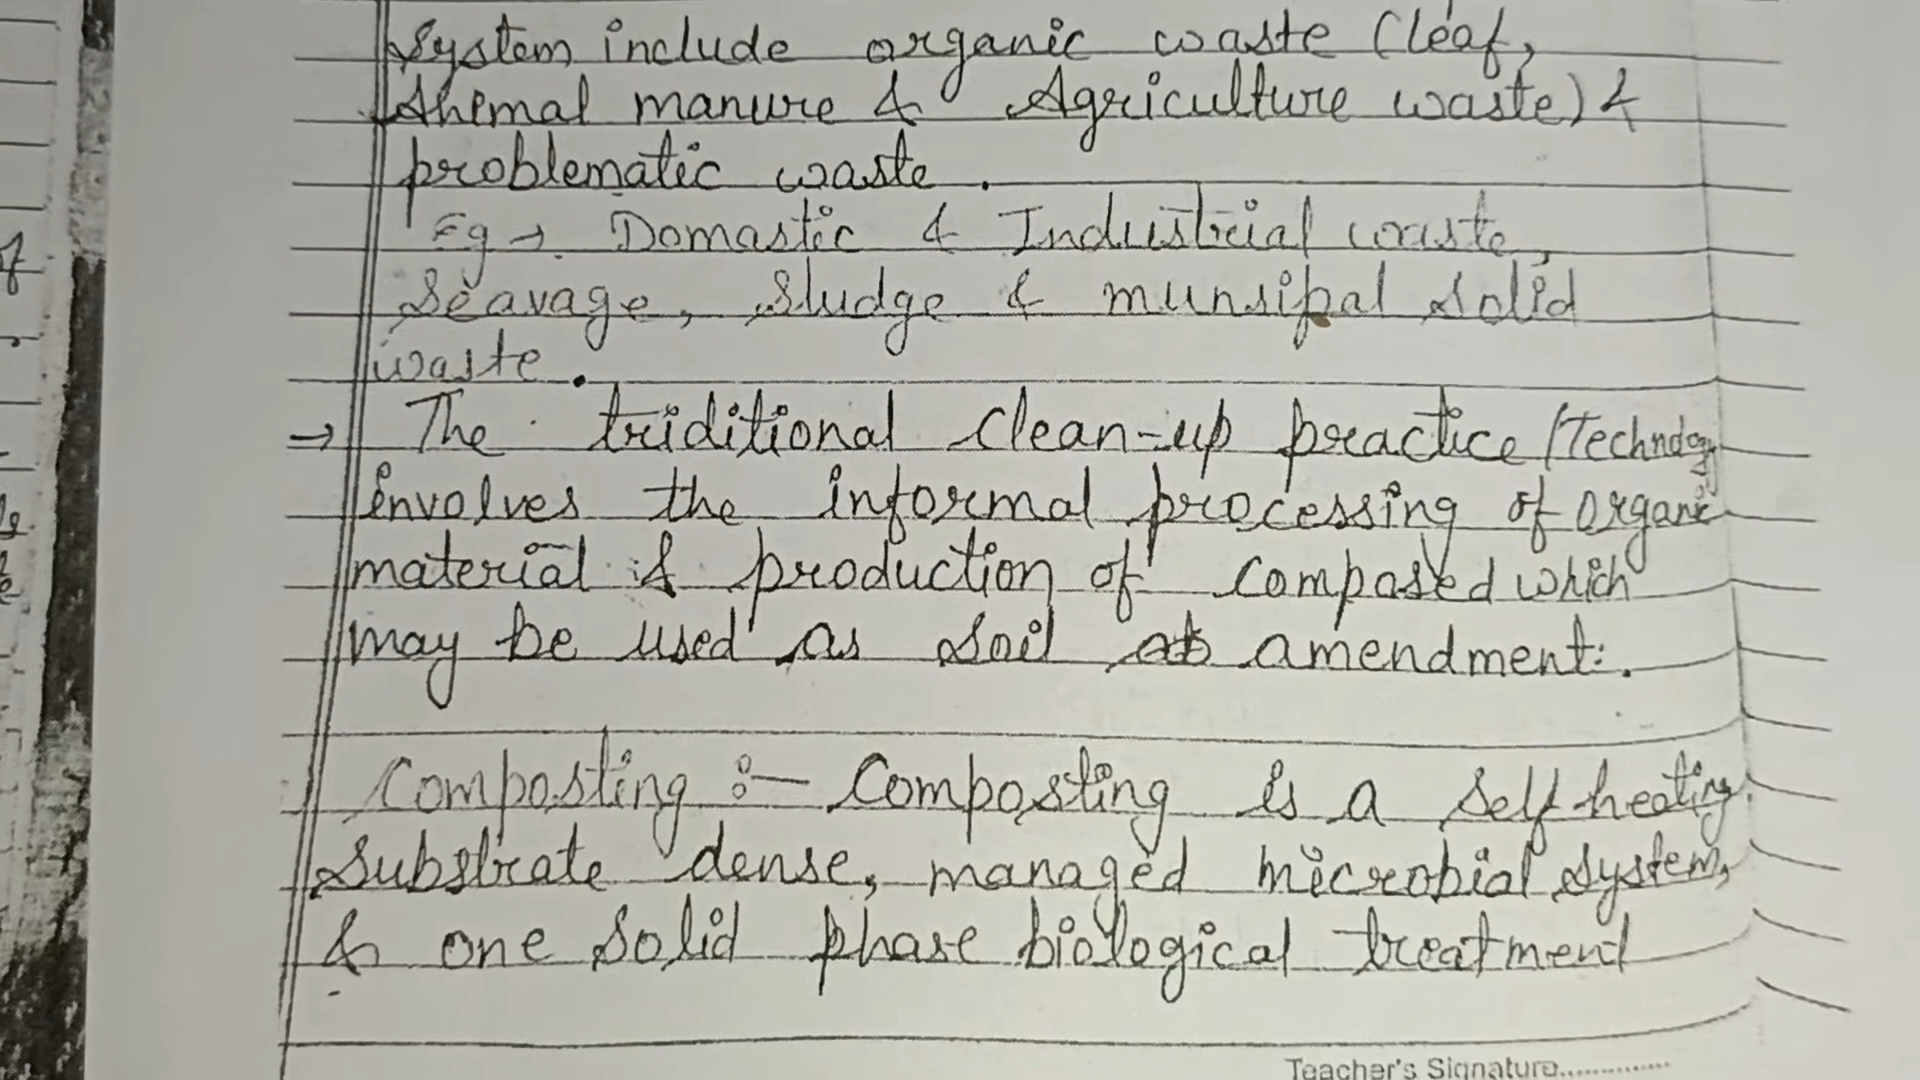 System include organic waste (leaf,
Ahemal manure & Agriculture waste) &
problematic waste.
Eg → Domastic & Industrial waste,
Seavage, sludge & munsipal solid
waste.
→ The triditional clean-up practice/Technology
involves the informal processing of organic
material & production of composed which
may be used as soil amendment.
Composting :- Composting is a self heating
Substrate dense, managed microbial system,
& one solid phase biological treatment
Teacher's Signature..............